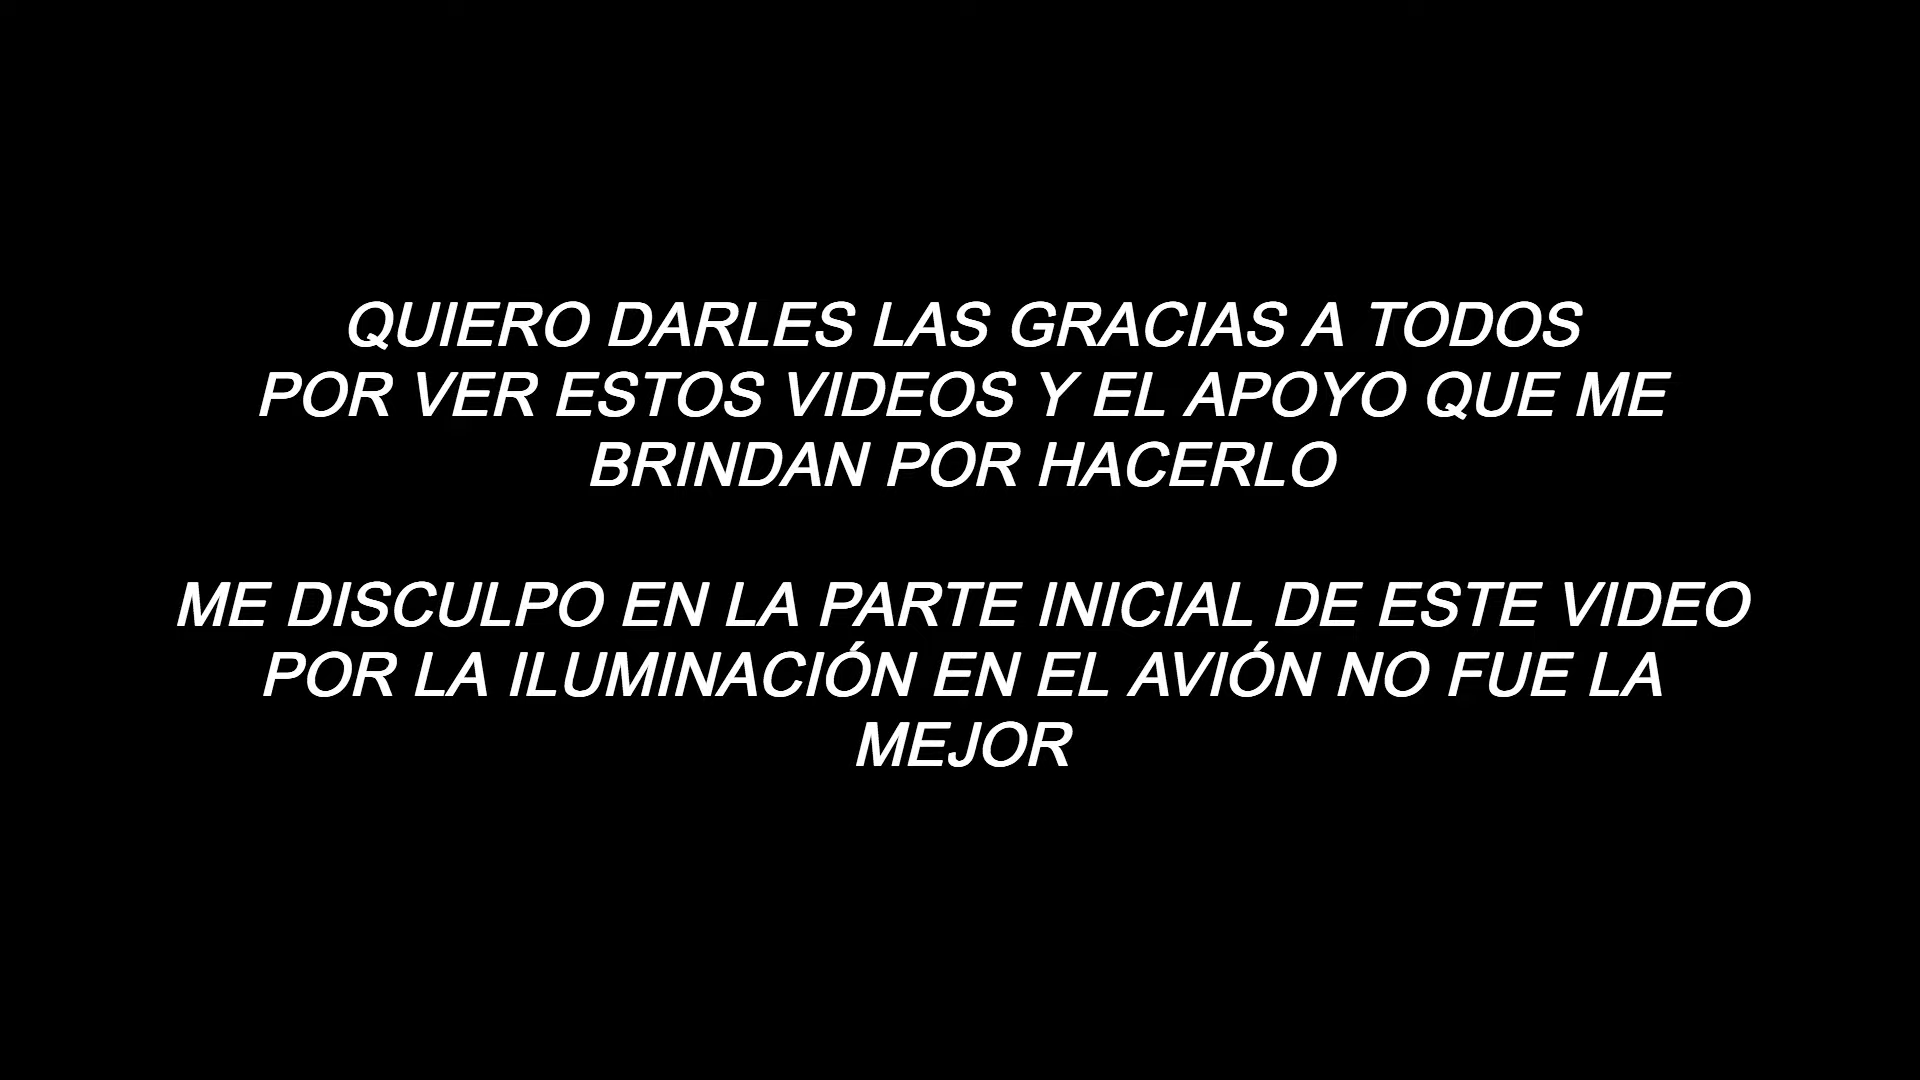 QUIERO DARLES LAS GRACIAS A TODOS
POR VER ESTOS VIDEOS Y EL APOYO QUE ME
BRINDAN POR HACERLO
ME DISCULPO EN LA PARTE INICIAL DE ESTE VIDEO
POR LA ILUMINACIÓN EN EL AVIÓN NO FUE LA
MEJOR